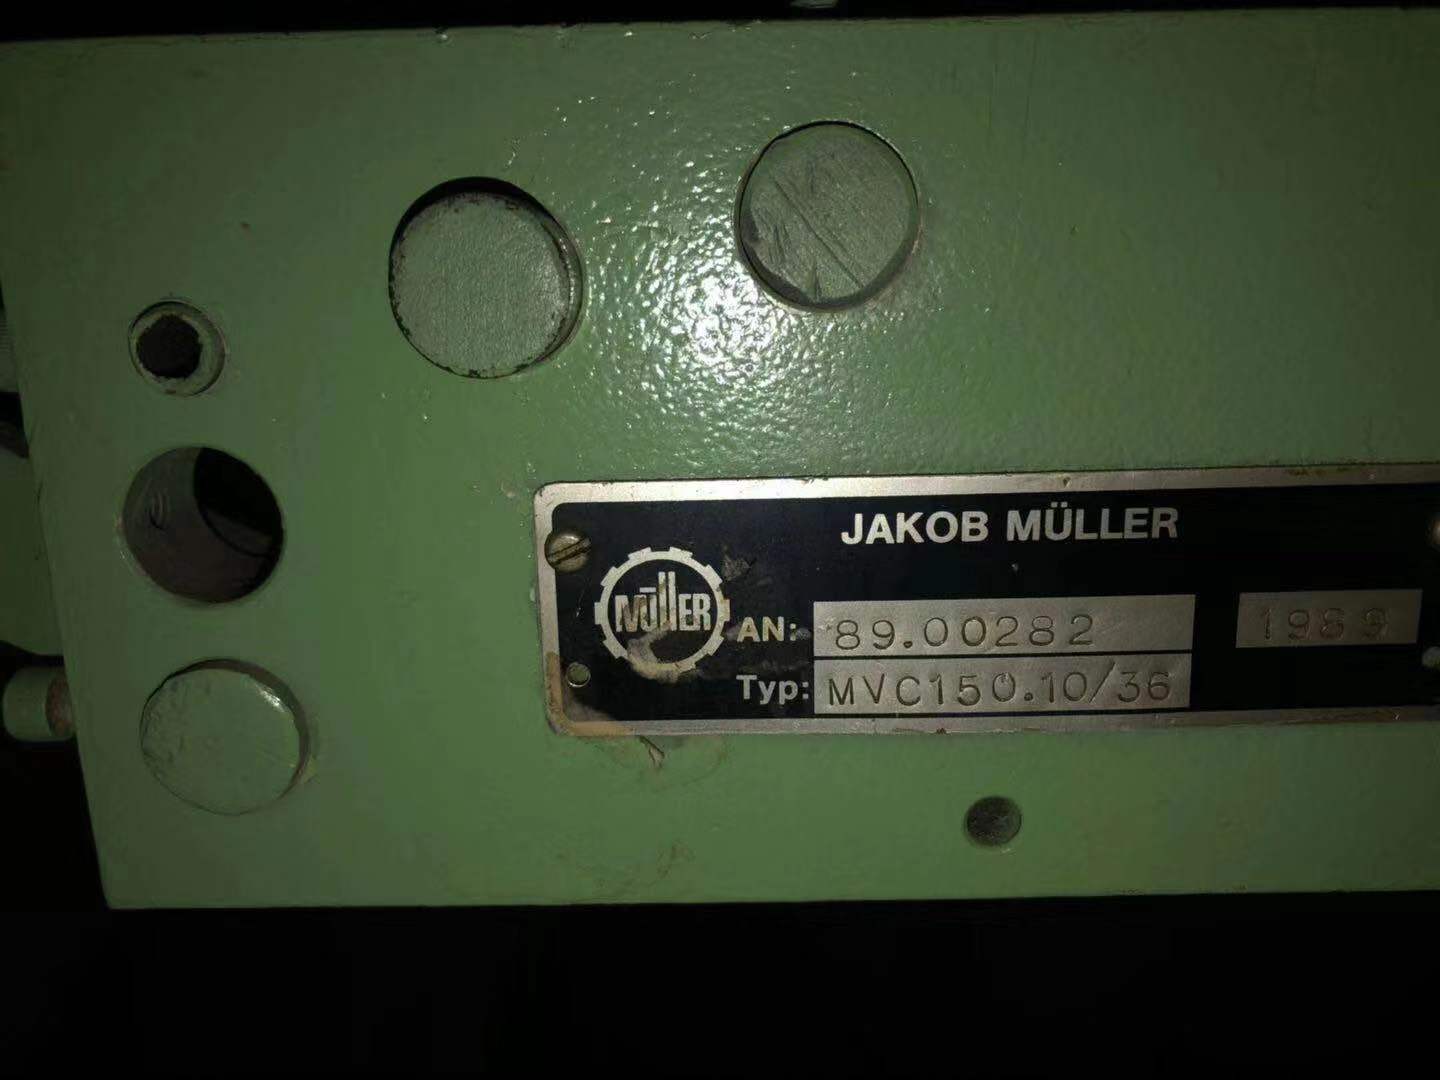 JAKOB MÜLLER
MÜLLER
AN: 89.00282 1989
Typ: MVC150.10/36